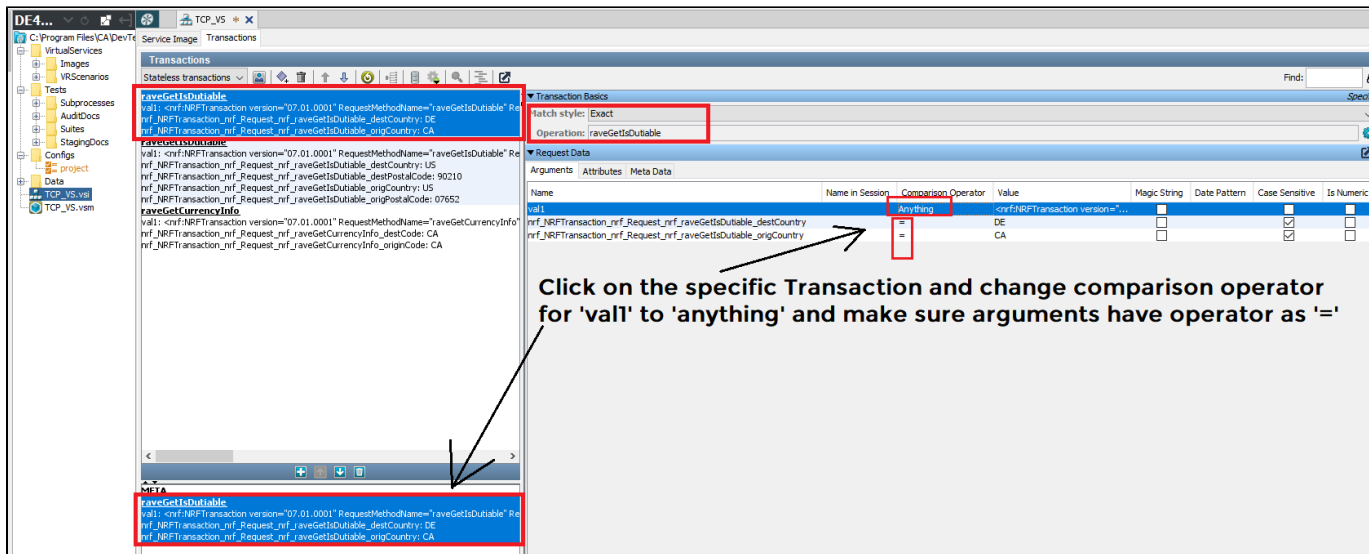 DE4...
TCP_VS * ×
C:\Program Files\CA\DevTe
VirtualServices
Images
VRScenarios
Tests
Subprocesses
AuditDocs
Suites
StagingDocs
Configs
project
Data
TCP_VS.vsi
TCP_VS.vsm
Service Image Transactions
Transactions
Stateless transactions
Find:
raveGetIsDutiable
val1: <nrf:NRFTransaction version="07.01.0001" RequestMethodName="raveGetIsDutiable" Re
nrf_NRFTransaction_nrf_Request_nrf_raveGetIsDutiable_destCountry: DE
nrf_NRFTransaction_nrf_Request_nrf_raveGetIsDutiable_origCountry: CA
raveGetIsDutiable
val1: <nrf:NRFTransaction version="07.01.0001" RequestMethodName="raveGetIsDutiable" Re
nrf_NRFTransaction_nrf_Request_nrf_raveGetIsDutiable_destCountry: US
nrf_NRFTransaction_nrf_Request_nrf_raveGetIsDutiable_destPostalCode: 90210
nrf_NRFTransaction_nrf_Request_nrf_raveGetIsDutiable_origCountry: US
nrf_NRFTransaction_nrf_Request_nrf_raveGetIsDutiable_origPostalCode: 07652
raveGetCurrencyInfo
val1: <nrf:NRFTransaction version="07.01.0001" RequestMethodName="raveGetCurrencyInfo"
nrf_NRFTransaction_nrf_Request_nrf_raveGetCurrencyInfo_destCode: CA
nrf_NRFTransaction_nrf_Request_nrf_raveGetCurrencyInfo_originCode: CA
META
raveGetIsDutiable
val1: <nrf:NRFTransaction version="07.01.0001" RequestMethodName="raveGetIsDutiable" Re
nrf_NRFTransaction_nrf_Request_nrf_raveGetIsDutiable_destCountry: DE
nrf_NRFTransaction_nrf_Request_nrf_raveGetIsDutiable_origCountry: CA
Transaction Basics
Speci
Match style: Exact
Operation: raveGetIsDutiable
Request Data
Arguments Attributes Meta Data
Name Name in Session Comparison Operator Value Magic String Date Pattern Case Sensitive Is Numeric
val1 Anything <nrf:NRFTransaction version="...
nrf_NRFTransaction_nrf_Request_nrf_raveGetIsDutiable_destCountry = DE
nrf_NRFTransaction_nrf_Request_nrf_raveGetIsDutiable_origCountry = CA
Click on the specific Transaction and change comparison operator
for 'val1' to 'anything' and make sure arguments have operator as '='